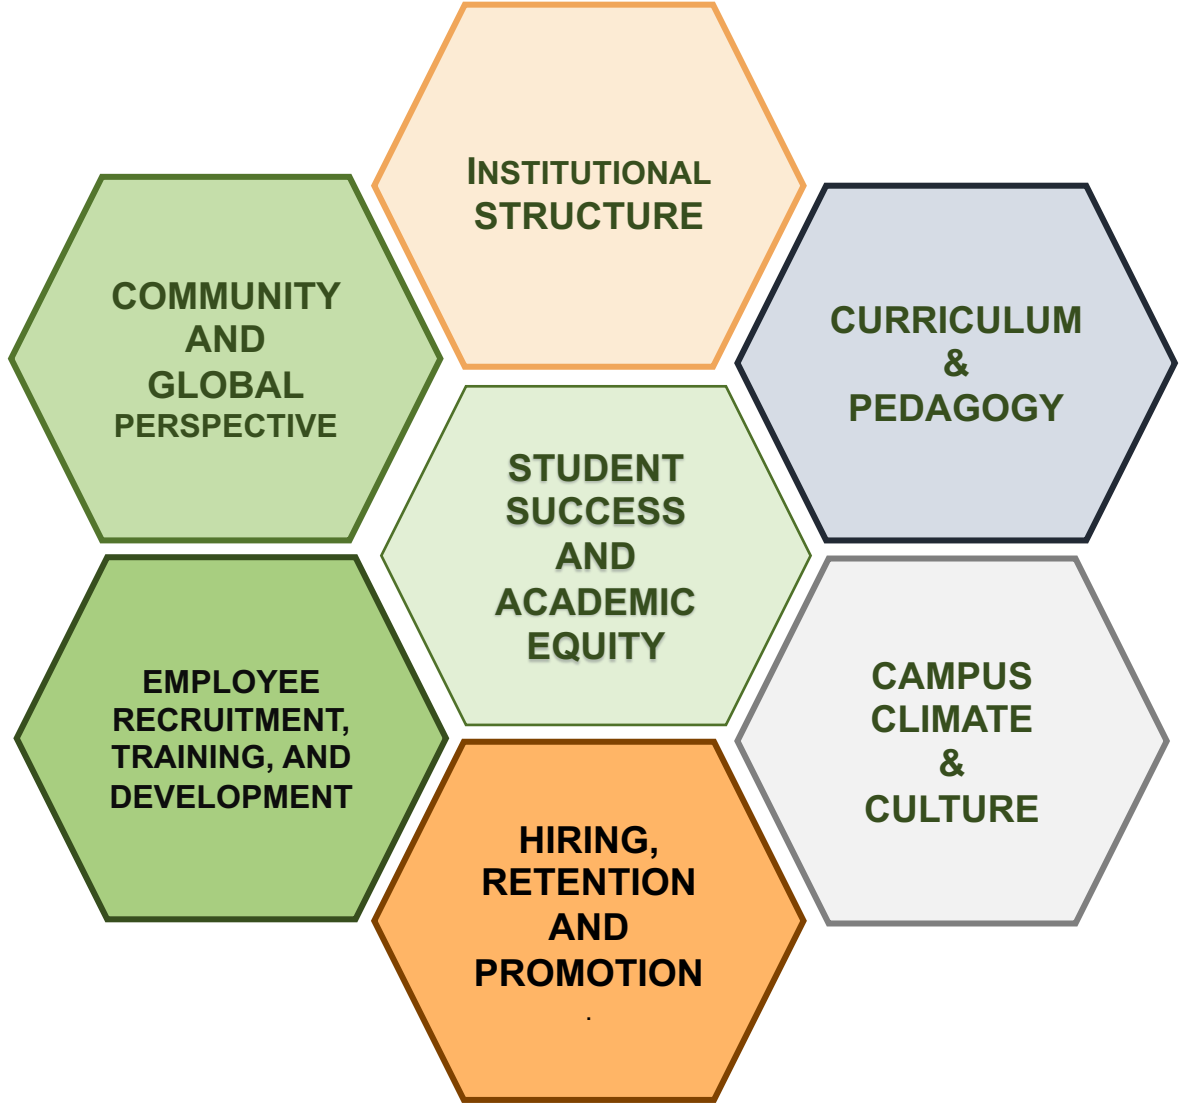 INSTITUTIONAL
STRUCTURE
COMMUNITY
AND
GLOBAL
PERSPECTIVE
CURRICULUM
&
PEDAGOGY
STUDENT
SUCCESS
AND
ACADEMIC
EQUITY
EMPLOYEE
RECRUITMENT,
TRAINING, AND
DEVELOPMENT
CAMPUS
CLIMATE
&
CULTURE
HIRING,
RETENTION
AND
PROMOTION
.